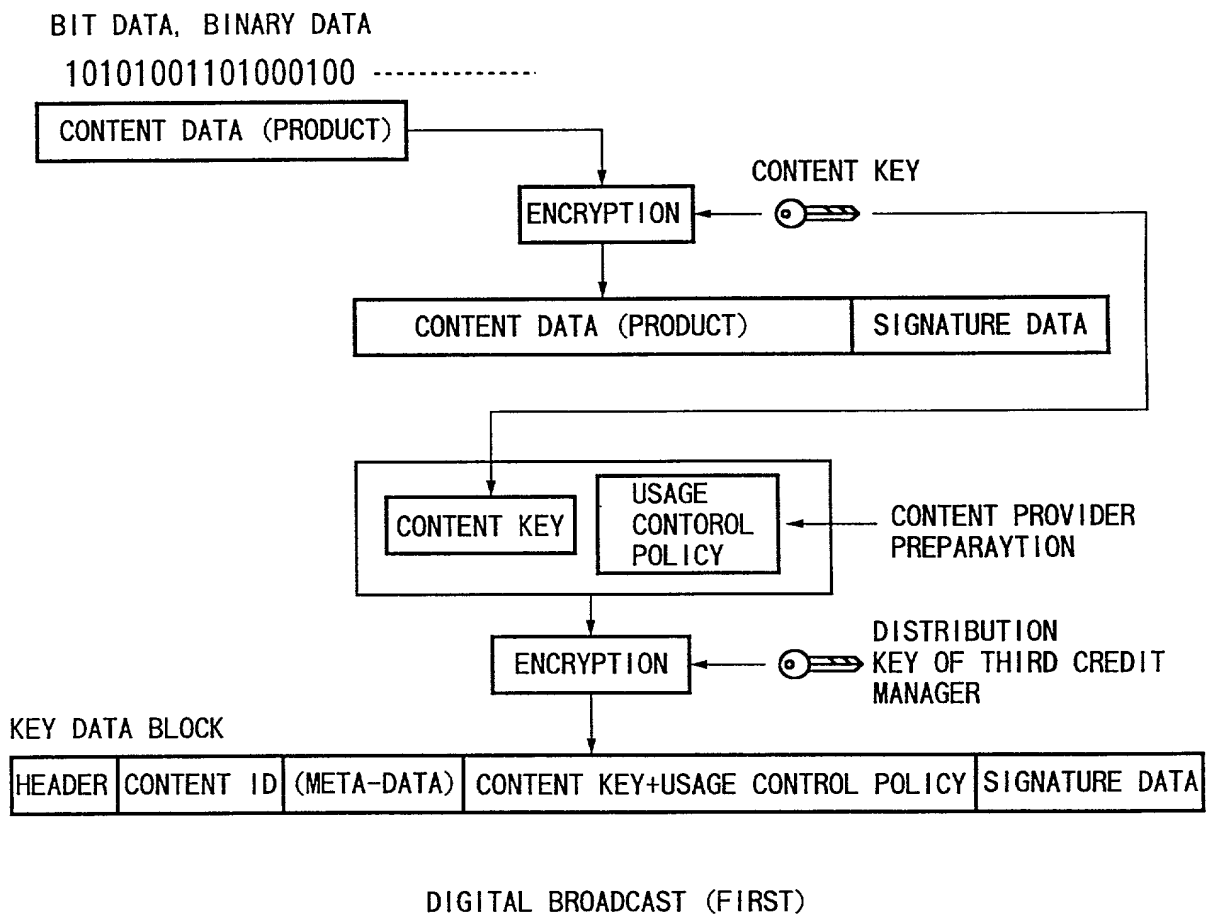 BIT DATA, BINARY DATA
10101001101000100
CONTENT DATA (PRODUCT)
CONTENT KEY
ENCRYPTION
CONTENT DATA (PRODUCT) SIGNATURE DATA
CONTENT KEY
USAGE
CONTOROL
POLICY
CONTENT PROVIDER
PREPARAYTION
ENCRYPTION
DISTRIBUTION
KEY OF THIRD CREDIT
MANAGER
KEY DATA BLOCK
HEADER CONTENT ID (META-DATA) CONTENT KEY+USAGE CONTROL POLICY SIGNATURE DATA
DIGITAL BROADCAST (FIRST)